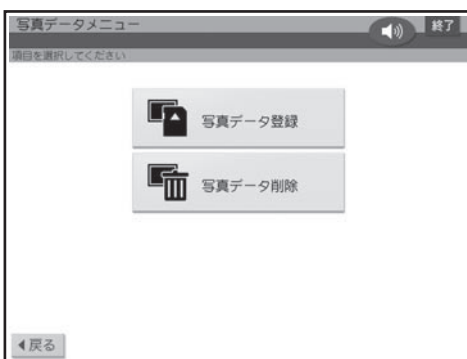 写真データメニュー
終了
項目を選択してください
写真データ登録
写真データ削除
戻る